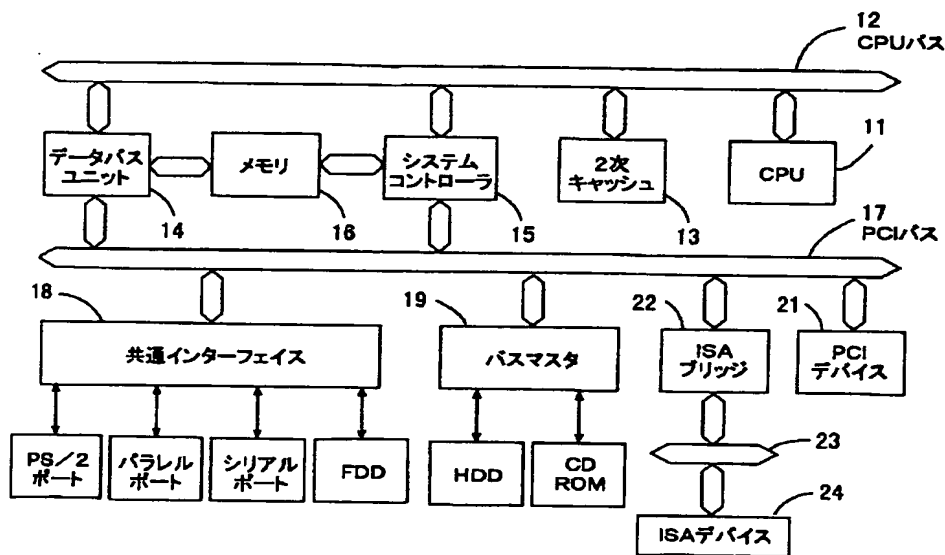 12
CPUバス
データバス
ユニット
メモリ
システム
コントローラ
2次
キャッシュ
CPU
11
14
16
15
13
17
PCIバス
18
19
22
21
共通インターフェイス
バスマスタ
ISA
ブリッジ
PCI
デバイス
PS/2
ポート
パラレル
ポート
シリアル
ポート
FDD
HDD
CD
ROM
23
24
ISAデバイス